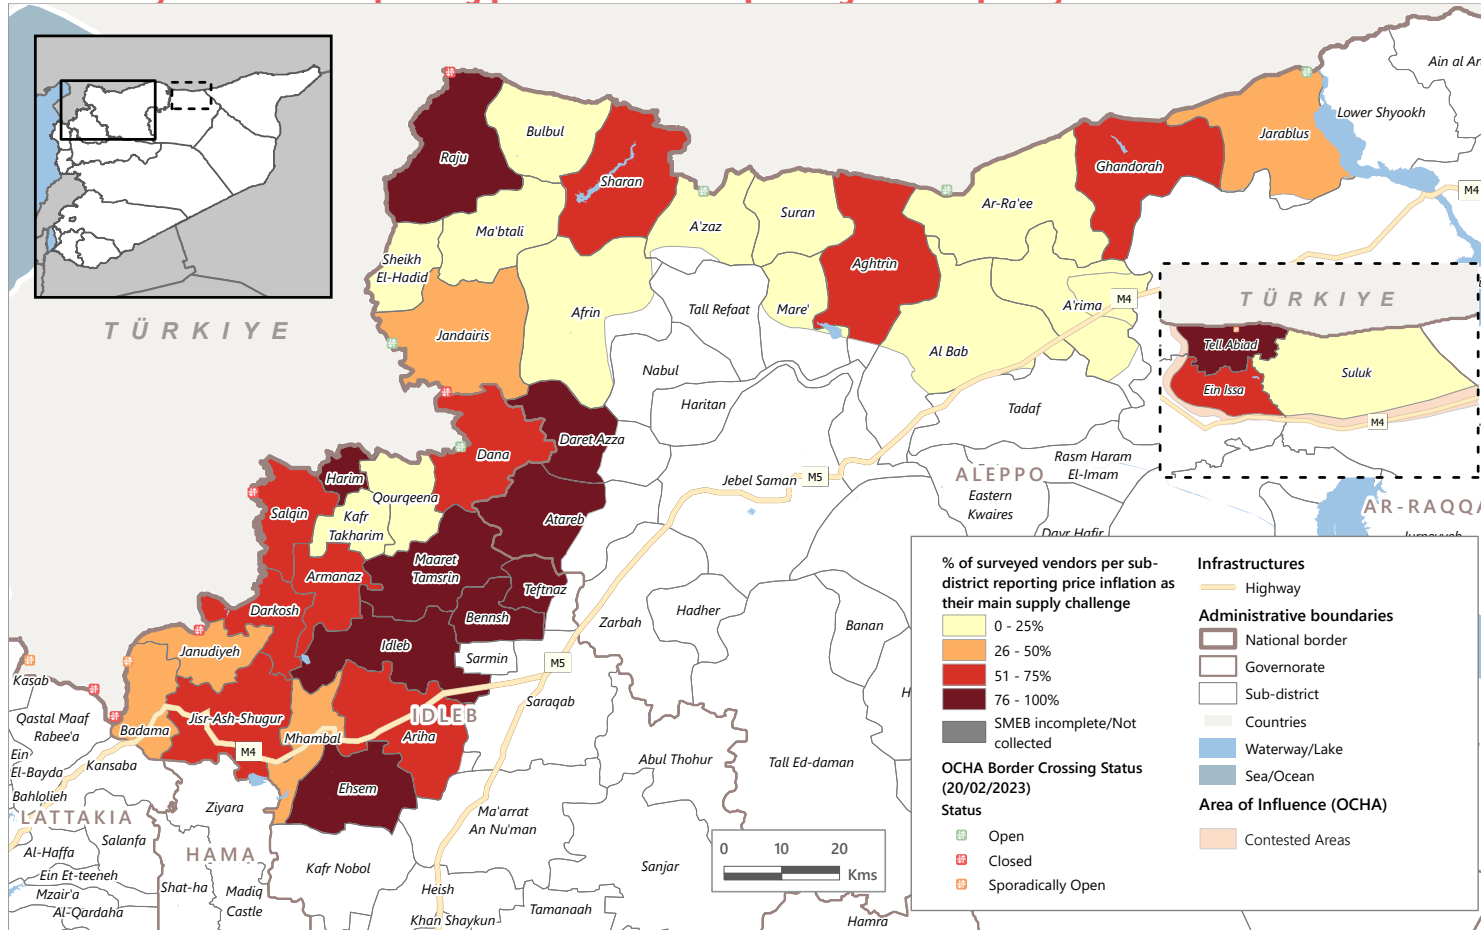 Ain al Ar
Lower Shyookh
Jarablus
Bulbul
Raju
Ghandorah
Sharan
M4
Ar-Ra'ee
Suran
A'zaz
Ma'btali
Sheikh
El-Hadid
Aghtrin
TÜRKIYE
TÜRKIYE
A'rima
M4
Tall Refaat
Mare'
Afrin
Jandairis
Al Bab
Tell Abiad
Suluk
Ein Issa
M4
Nabul
Haritan
Tadaf
Daret Azza
Dana
Rasm Haram
El-Imam
ALEPPO
Jebel Saman
M5
Eastern
Kwaires
Harim
Qourqeena
Salqin
Kafr
Takharim
Atareb
AR-RAQQA
Dayr Hafir
Maaret
Tamsrin
Armanaz
Teftnaz
Darkosh
Bennsh
Hadher
Zarbah
Banan
Idleb
Janudiyeh
Sarmin
M5
Kasab
Saraqab
Qastal Maaf
Rabee'a
Badama
Jisr-Ash-Shugur
IDLEB
Mhambal
Ariha
M4
Ein
El-Bayda
Kansaba
Abul Thohur
Tall Ed-daman
Ehsem
Bahlolieh
Ziyara
LATTAKIA
Ma'arrat
An Nu'man
Salanfa
Al-Haffa
HAMA
Kafr Nobol
Sanjar
Ein Et-teeneh
Shat-ha
Madiq
Castle
Mzair'a
Heish
Al-Qardaha
Tamanaah
Khan Shaykun
Hamra
0 10 20
Kms
% of surveyed vendors per sub-
district reporting price inflation as
their main supply challenge
0 - 25%
26 - 50%
51 - 75%
76 - 100%
SMEB incomplete/Not
collected
OCHA Border Crossing Status
(20/02/2023)
Status
Open
Closed
Sporadically Open
Infrastructures
Highway
Administrative boundaries
National border
Governorate
Sub-district
Countries
Waterway/Lake
Sea/Ocean
Area of Influence (OCHA)
Contested Areas